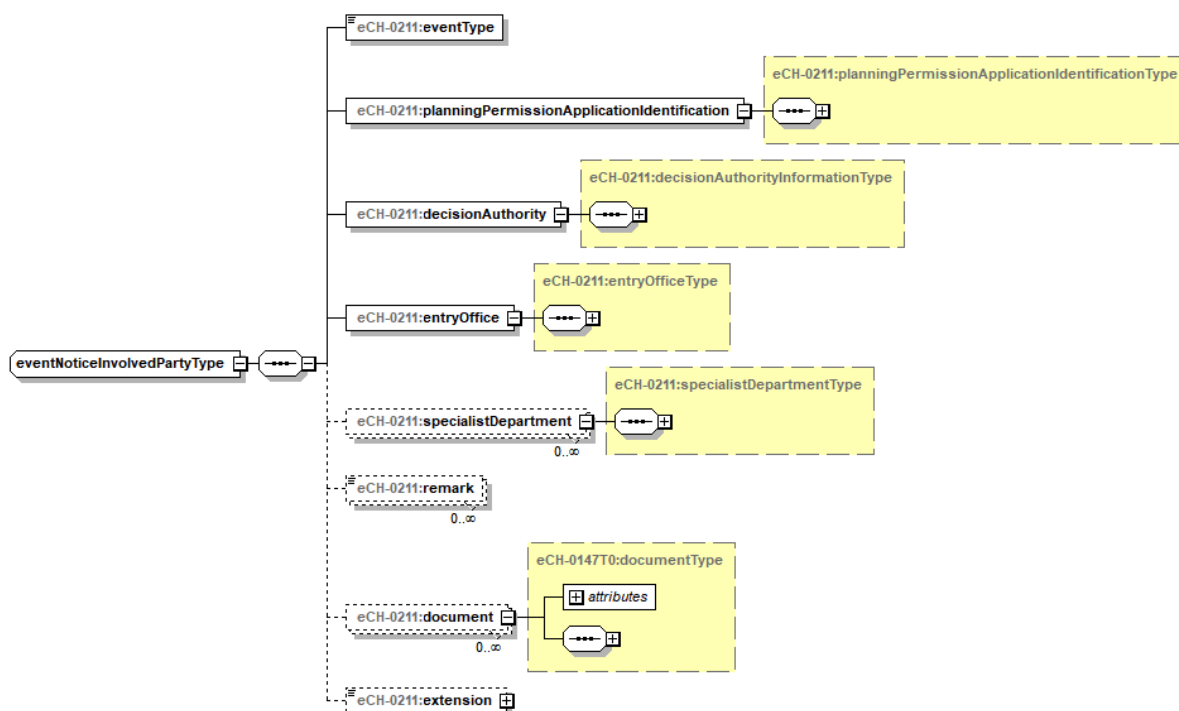 eCH-0211:eventType
eCH-0211:planningPermissionApplicationIdentificationType
eCH-0211:planningPermissionApplicationIdentification
eCH-0211:decisionAuthorityInformationType
eCH-0211:decisionAuthority
eCH-0211:entryOfficeType
eCH-0211:entryOffice
eventNoticeInvolvedPartyType
eCH-0211:specialistDepartmentType
eCH-0211:specialistDepartment
0..∞
eCH-0211:remark
0..∞
eCH-0147T0:documentType
attributes
eCH-0211:document
0..∞
eCH-0211:extension